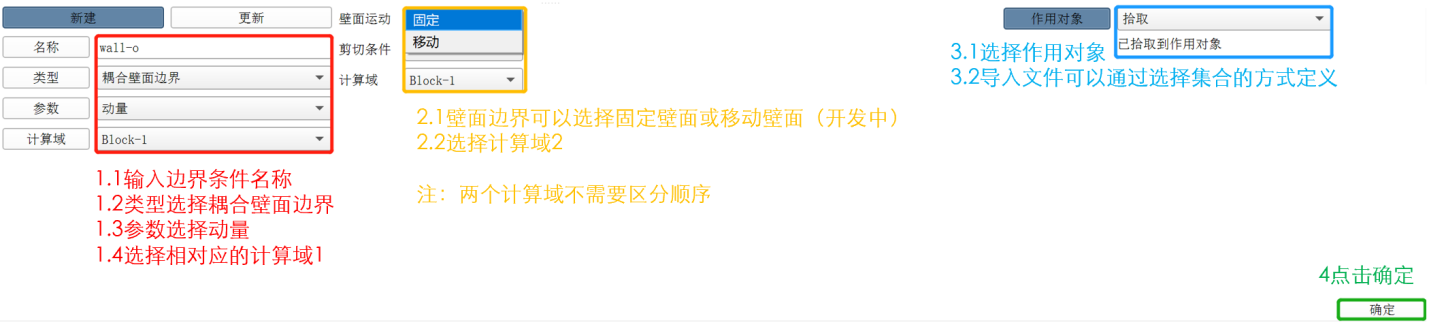 新建
更新
名称
wall-o
类型
耦合壁面边界
参数
动量
计算域
Block-1
1.1输入边界条件名称
1.2类型选择耦合壁面边界
1.3参数选择动量
1.4选择相对应的计算域1
壁面运动
固定
移动
剪切条件
计算域
Block-1
2.1壁面边界可以选择固定壁面或移动壁面（开发中）
2.2选择计算域2
注：两个计算域不需要区分顺序
作用对象
拾取
已拾取到作用对象
3.1选择作用对象
3.2导入文件可以通过选择集合的方式定义
4点击确定
确定